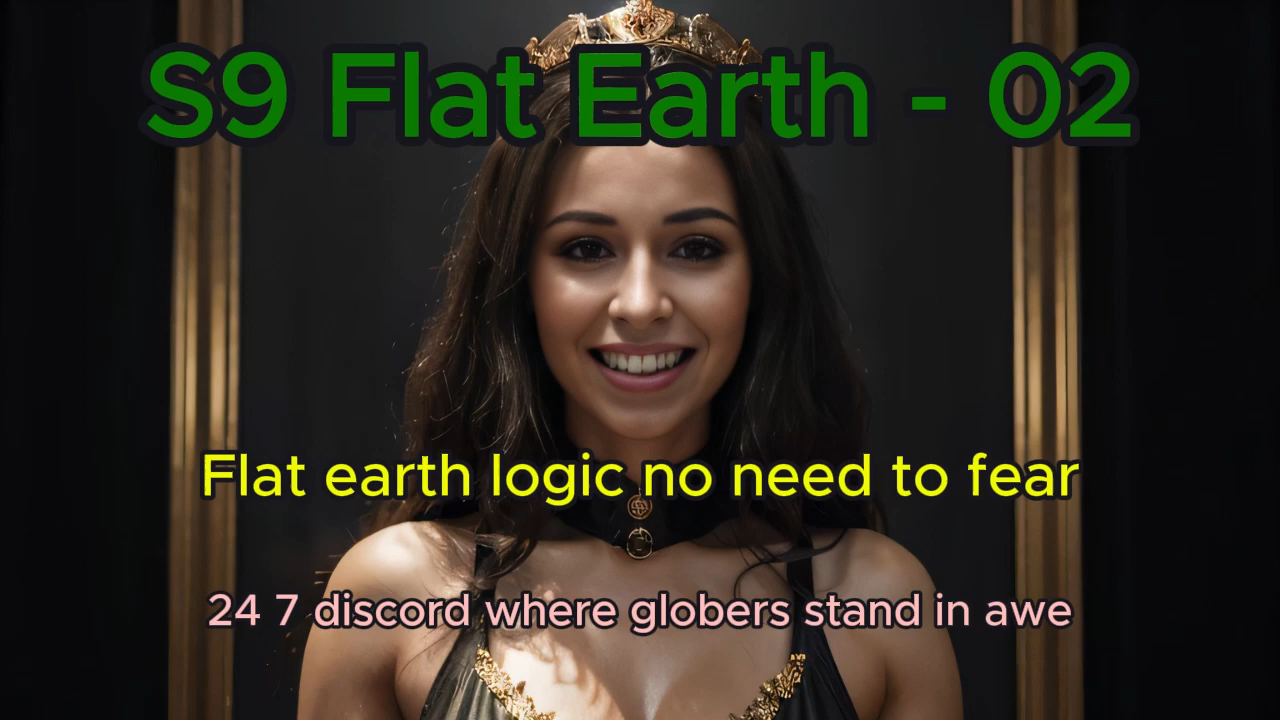 S9 Flat Earth - 02
Flat earth logic no need to fear
24 7 discord where globers stand in awe